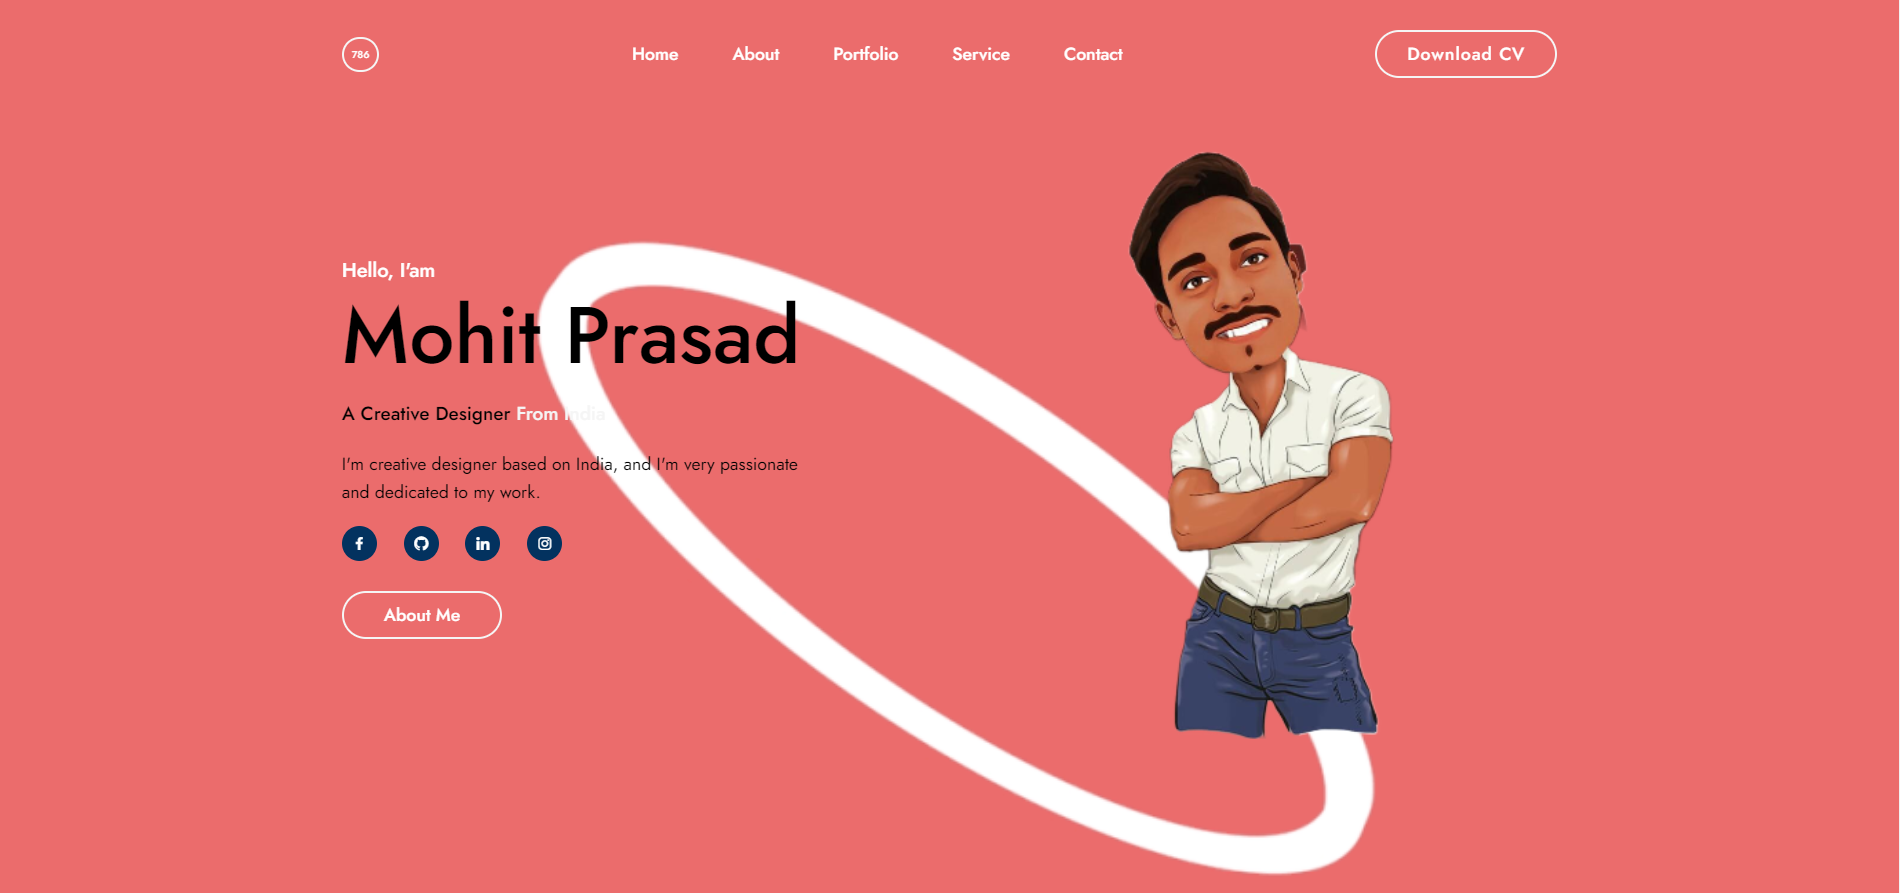 786
Home About Portfolio Service Contact
Download CV
Hello, I'am
Mohit Prasad
A Creative Designer From India
I'm creative designer based on India, and I'm very passionate
and dedicated to my work.
About Me